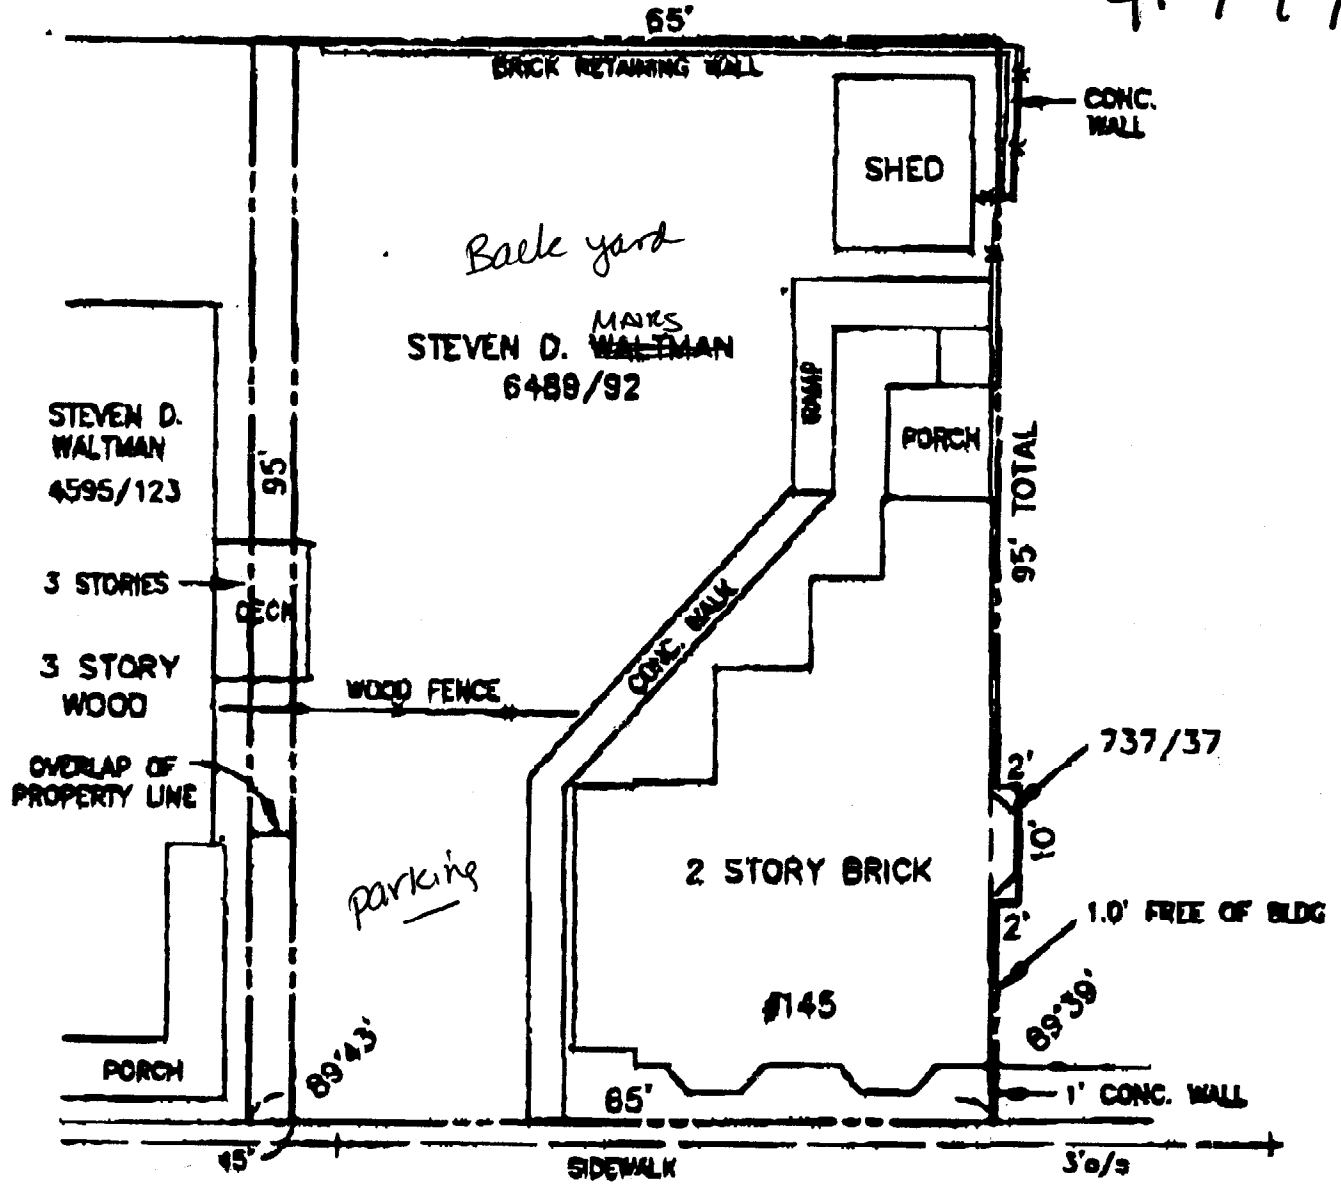 65'
BRICK RETAINING WALL
CONC.
WALL
SHED
Back yard
MAIRS
STEVEN D. WALTMAN
6489/92
RAMP
STEVEN D.
WALTMAN
4595/123
95'
PORCH
95' TOTAL
3 STORIES
DECK
CONC. WALK
3 STORY
WOOD
WOOD FENCE
OVERLAP OF
PROPERTY LINE
737/37
2'
10'
2 STORY BRICK
parking
2'
1.0' FREE OF BLDG
#145
89°39'
89°43'
PORCH
85'
1' CONC. WALL
45'
SIDEWALK
3'o/s